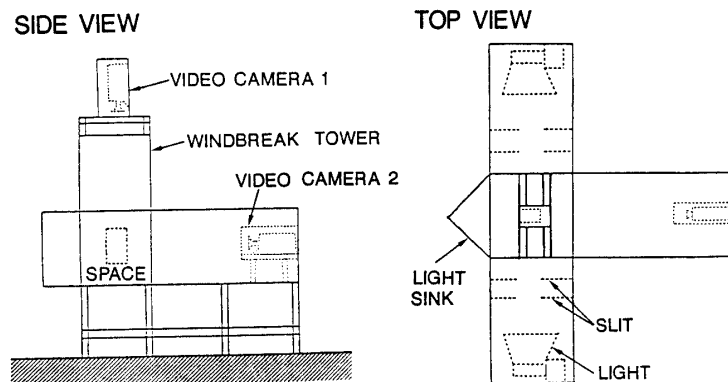 SIDE VIEW
VIDEO CAMERA 1
WINDBREAK TOWER
VIDEO CAMERA 2
SPACE
TOP VIEW
LIGHT
SINK
SLIT
LIGHT